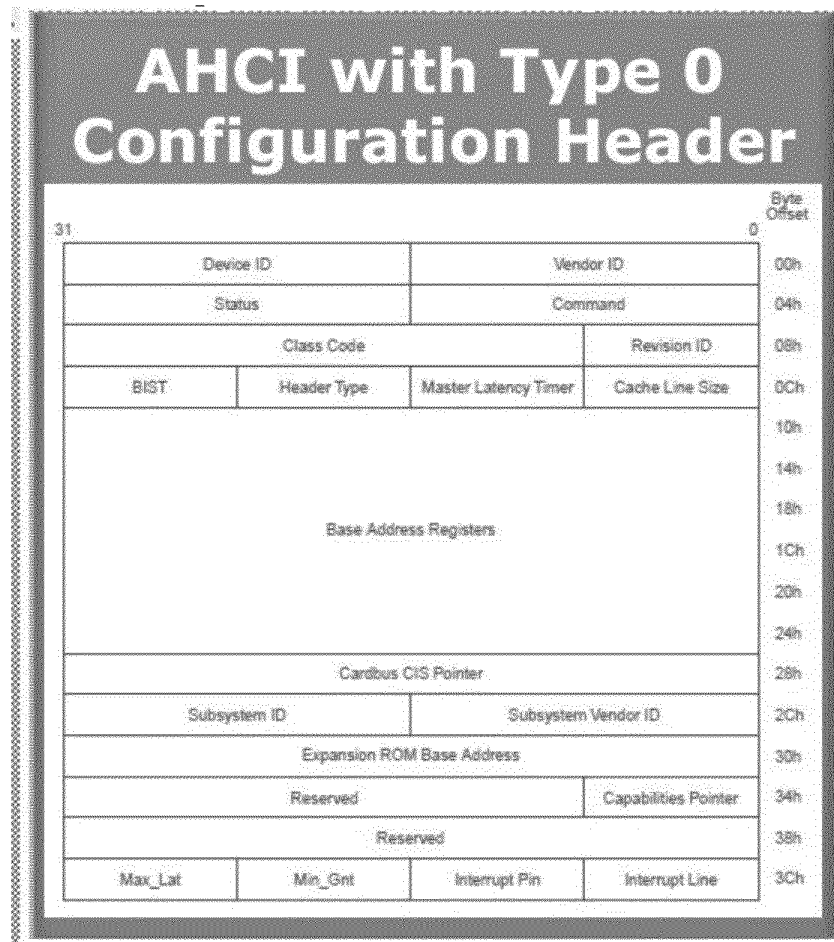 AHCI with Type 0
Configuration Header
Byte
Offset
31 0
Device ID Vendor ID 00h
Status Command 04h
Class Code Revision ID 08h
BIST Header Type Master Latency Timer Cache Line Size 0Ch
10h
14h
18h
Base Address Registers
1Ch
20h
24h
Cardbus CIS Pointer 28h
Subsystem ID Subsystem Vendor ID 2Ch
Expansion ROM Base Address 30h
Reserved Capabilities Pointer 34h
Reserved 38h
Max_Lat Min_Gnt Interrupt Pin Interrupt Line 3Ch